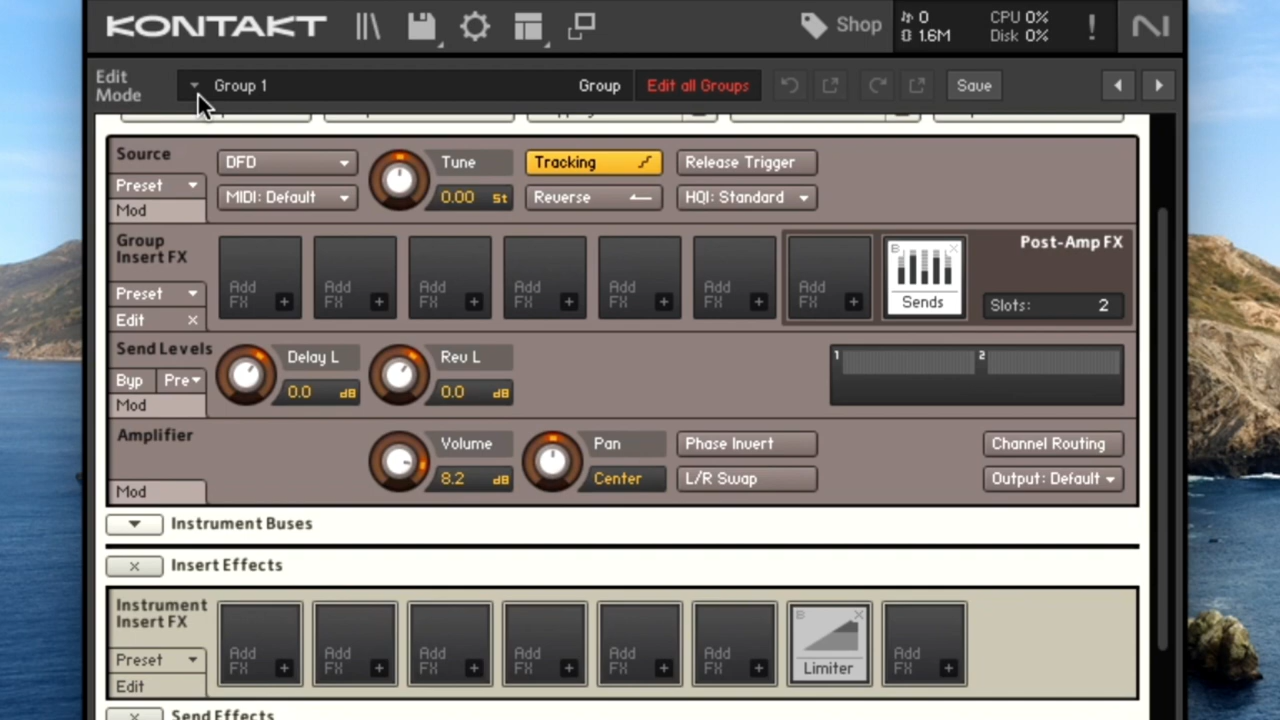 KONTAKT Shop 0 1.6M CPU 0% Disk 0% !
Edit Mode Group 1 Group Edit all Groups Save
Source DFD Tune Tracking Release Trigger
Preset MIDI: Default 0.00 St Reverse HQI: Standard
Mod
Group Insert FX Post-Amp FX
Add FX + Add FX + Add FX + Add FX + Add FX + Add FX + Add FX + B X Sends
Preset Slots: 2
Edit ×
Send Levels Delay L Rev L 1 2
Byp Pre 0.0 dB 0.0 dB
Mod
Amplifier Volume Pan Phase Invert Channel Routing
8.2 dB Center L/R Swap Output: Default
Mod
Instrument Buses
× Insert Effects
Instrument Insert FX
Add FX + Add FX + Add FX + Add FX + Add FX + Add FX + B X Limiter Add FX +
Preset
Edit
× Send Effects